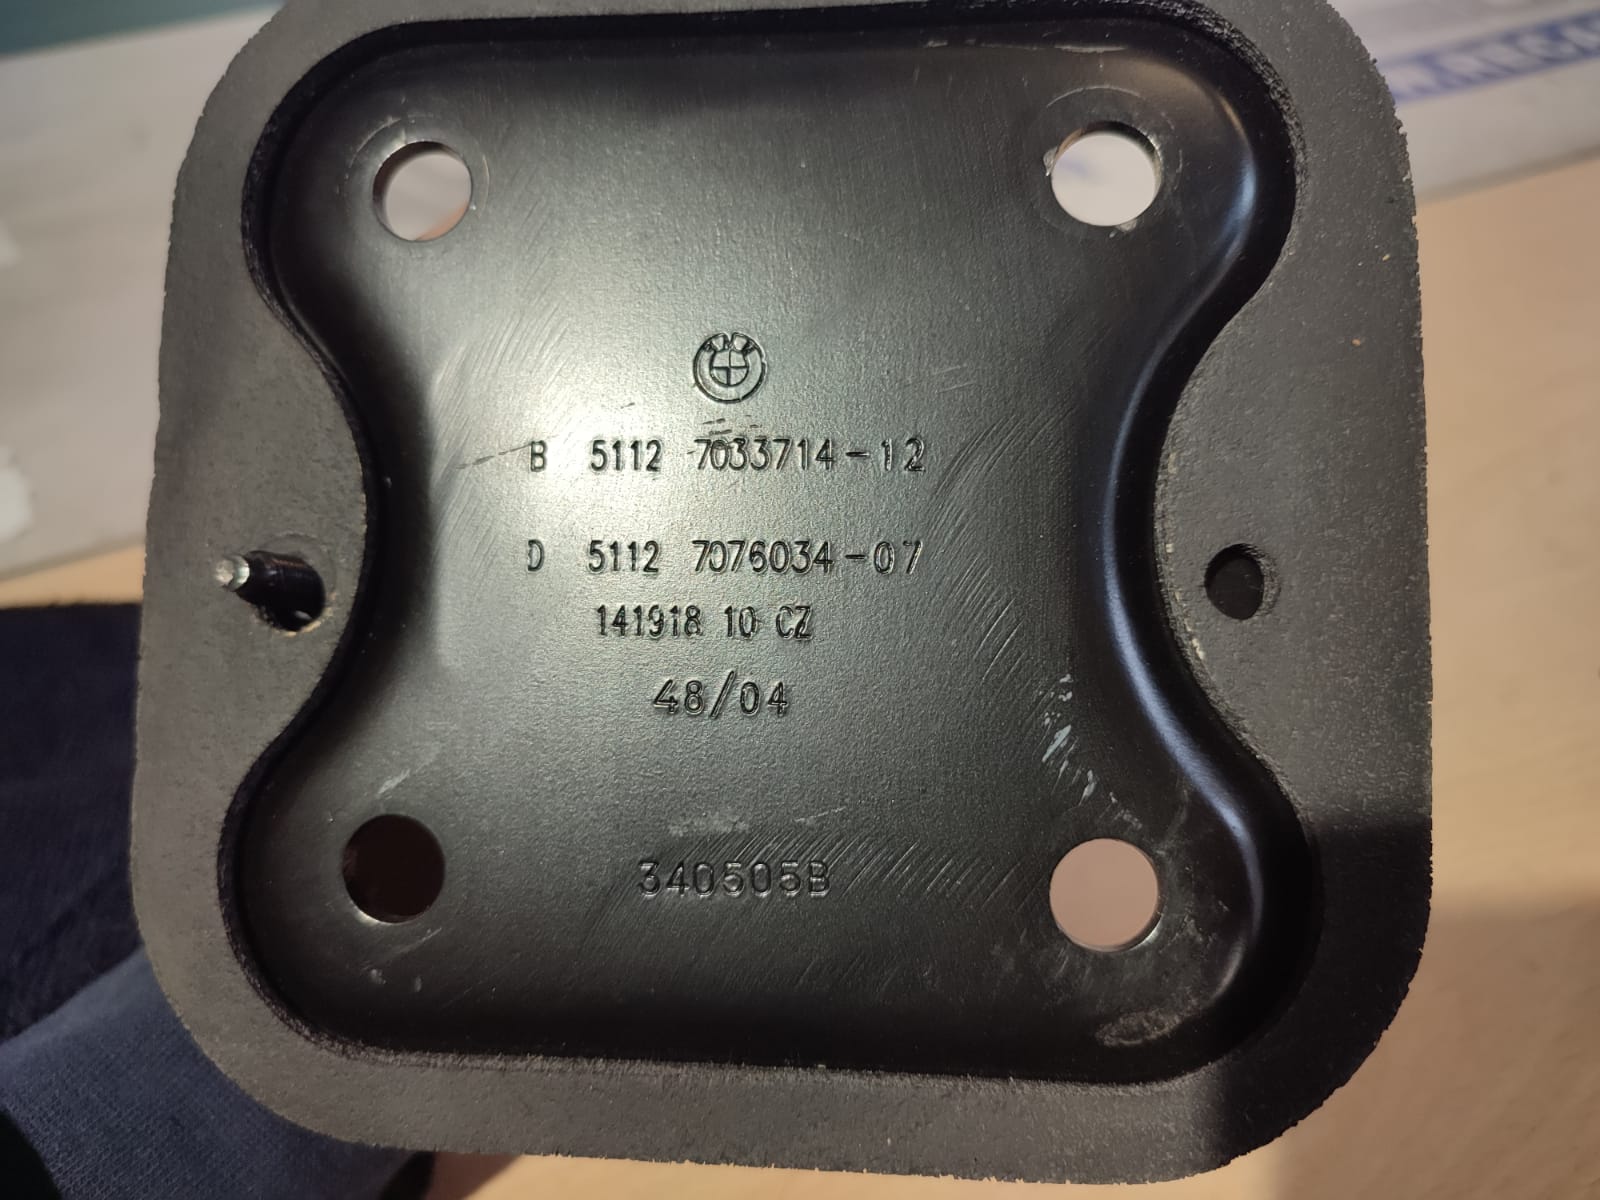 B 5112 7033714-12
D 5112 7076034-07
141918 10 CZ
48/04
340505B